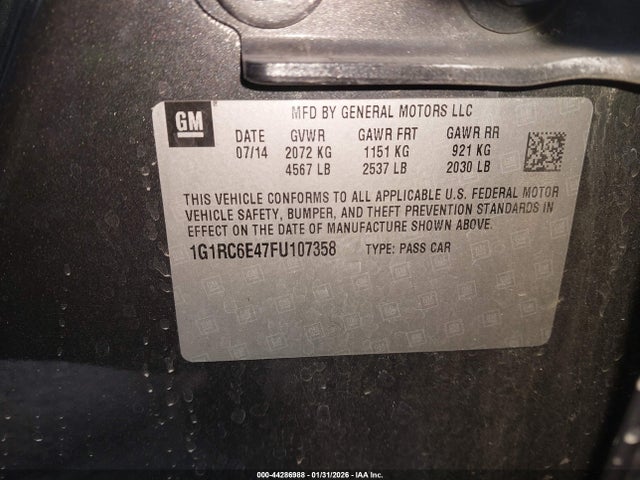 GM
MFD BY GENERAL MOTORS LLC
DATE GVWR GAWR FRT GAWR RR
07/14 2072 KG 1151 KG 921 KG
4567 LB 2537 LB 2030 LB
THIS VEHICLE CONFORMS TO ALL APPLICABLE U.S. FEDERAL MOTOR
VEHICLE SAFETY, BUMPER, AND THEFT PREVENTION STANDARDS IN
EFFECT ON THE DATE OF MANUFACTURE SHOWN ABOVE.
1G1RC6E47FU107358 TYPE: PASS CAR
000-44286988 - 01/31/2026 - IAA Inc.